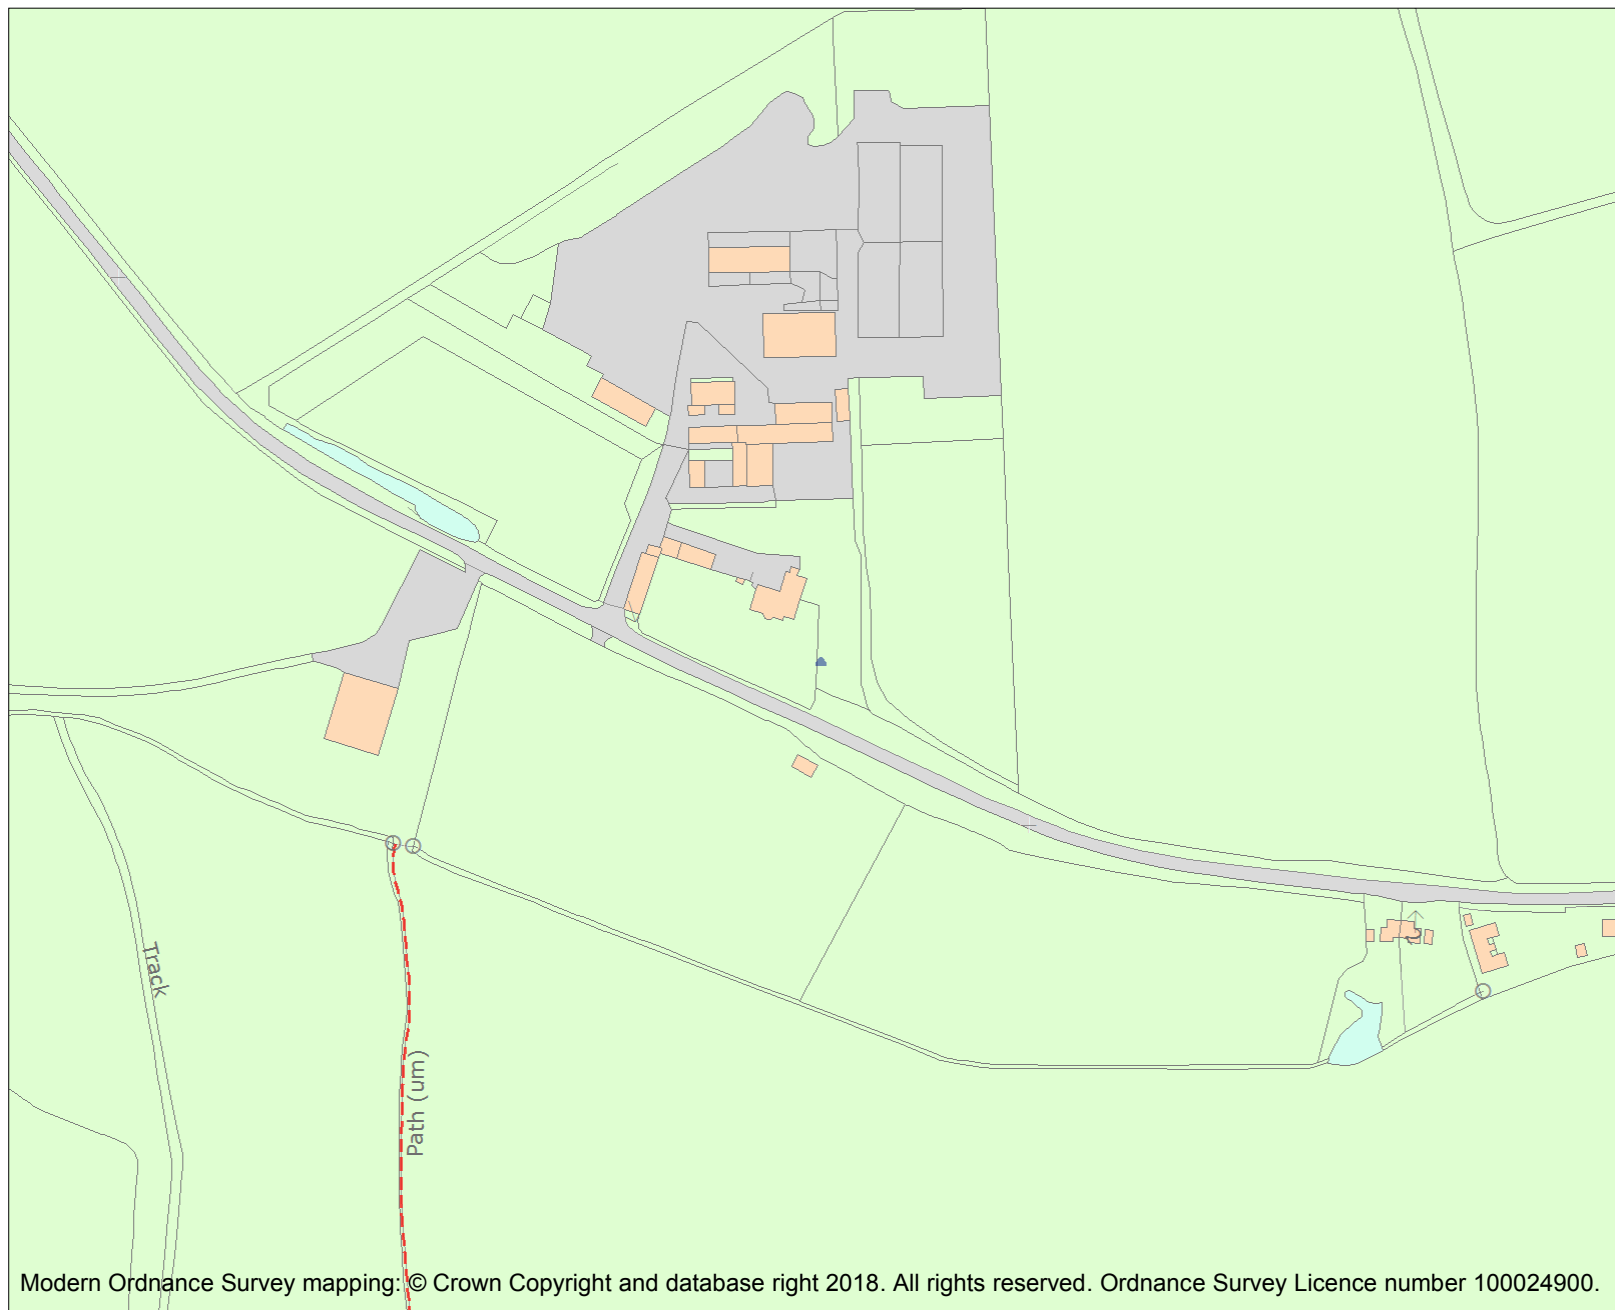 Track
Path (um)
Modern Ordnance Survey mapping: © Crown Copyright and database right 2018. All rights reserved. Ordnance Survey Licence number 100024900.